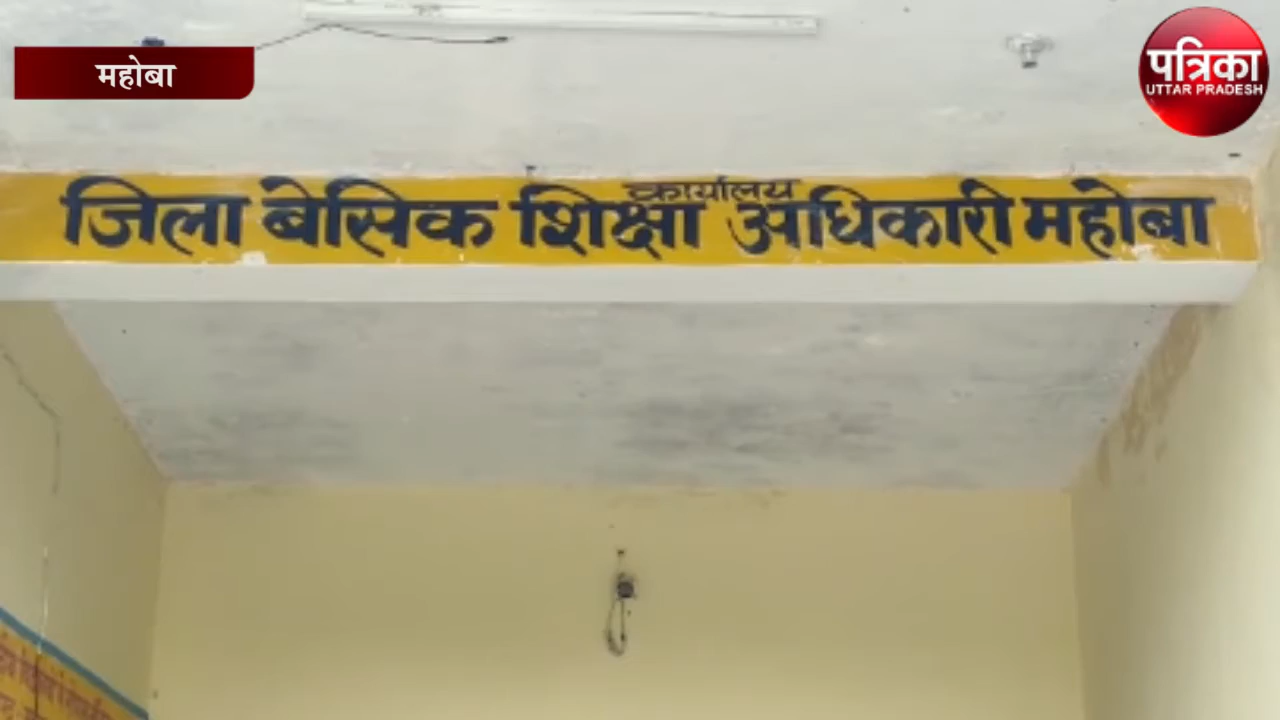 महोबा
पत्रिका
UTTAR PRADESH
कार्यालय
जिला बेसिक शिक्षा अधिकारी महोबा